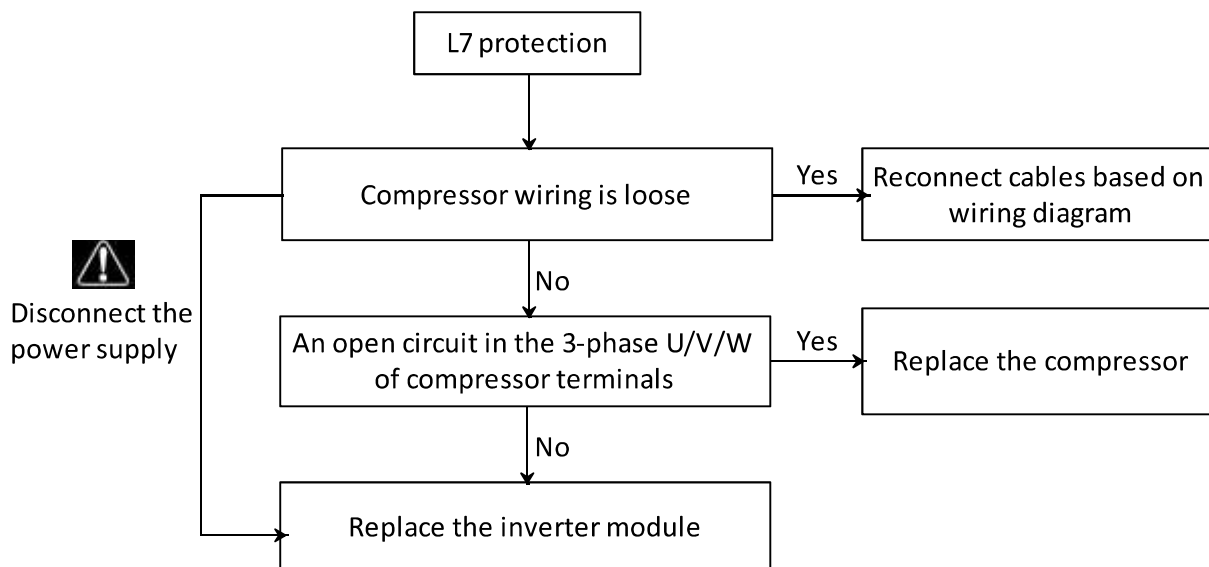 L7 protection
Compressor wiring is loose
Yes
Reconnect cables based on
wiring diagram
No
Disconnect the
power supply
An open circuit in the 3-phase U/V/W
of compressor terminals
Yes
Replace the compressor
No
Replace the inverter module